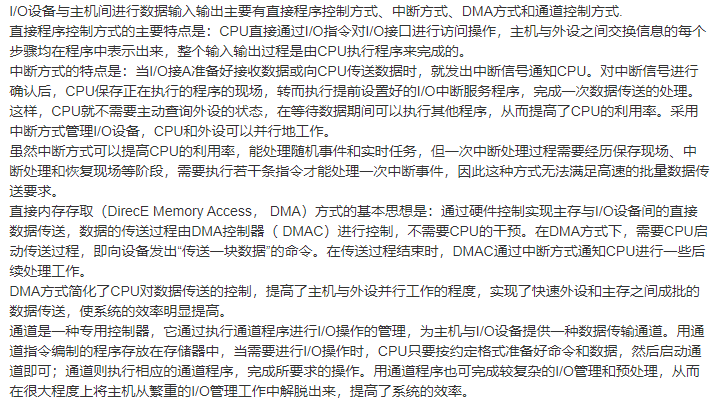 I/O设备与主机间进行数据输入输出主要有直接程序控制方式、中断方式、DMA方式和通道控制方式.
直接程序控制方式的主要特点是：CPU直接通过I/O指令对I/O接口进行访问操作，主机与外设之间交换信息的每个
步骤均在程序中表示出来，整个输入输出过程是由CPU执行程序来完成的。
中断方式的特点是：当I/O接A准备好接收数据或向CPU传送数据时，就发出中断信号通知CPU。对中断信号进行
确认后，CPU保存正在执行的程序的现场，转而执行提前设置好的I/O中断服务程序，完成一次数据传送的处理。
这样，CPU就不需要主动查询外设的状态，在等待数据期间可以执行其他程序，从而提高了CPU的利用率。采用
中断方式管理I/O设备，CPU和外设可以并行地工作。
虽然中断方式可以提高CPU的利用率，能处理随机事件和实时任务，但一次中断处理过程需要经历保存现场、中
断处理和恢复现场等阶段，需要执行若干条指令才能处理一次中断事件，因此这种方式无法满足高速的批量数据传
送要求。
直接内存存取（DirecE Memory Access， DMA）方式的基本思想是：通过硬件控制实现主存与I/O设备间的直接
数据传送，数据的传送过程由DMA控制器（ DMAC）进行控制，不需要CPU的干预。在DMA方式下，需要CPU启
动传送过程，即向设备发出“传送一块数据”的命令。在传送过程结束时，DMAC通过中断方式通知CPU进行一些后
续处理工作。
DMA方式简化了CPU对数据传送的控制，提高了主机与外设并行工作的程度，实现了快速外设和主存之间成批的
数据传送，使系统的效率明显提高。
通道是一种专用控制器，它通过执行通道程序进行I/O操作的管理，为主机与I/O设备提供一种数据传输通道。用通
道指令编制的程序存放在存储器中，当需要进行I/O操作时，CPU只要按约定格式准备好命令和数据，然后启动通
道即可；通道则执行相应的通道程序，完成所要求的操作。用通道程序也可完成较复杂的I/O管理和预处理，从而
在很大程度上将主机从繁重的I/O管理工作中解脱出来，提高了系统的效率。